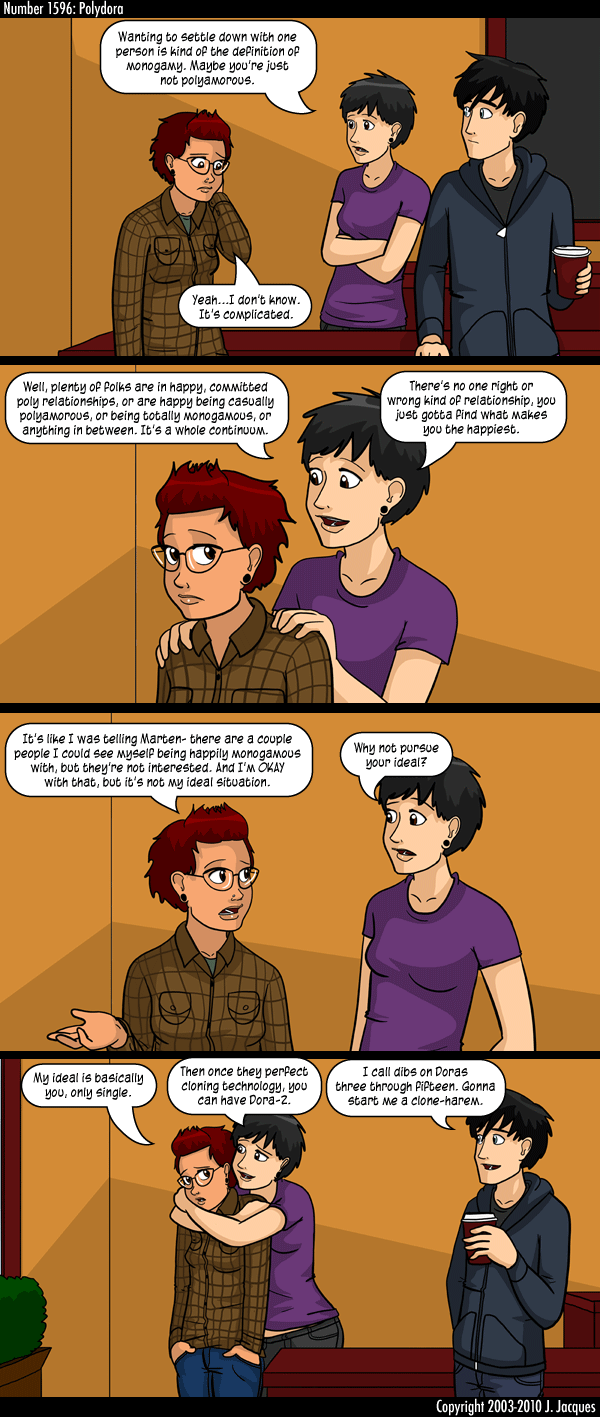 Number 1596: Polydora
Wanting to settle down with one
person is kind of the definition of
monogamy. Maybe you're just
not polyamorous.
Yeah...I don't know.
It's complicated.
Well, plenty of folks are in happy, committed
poly relationships, or are happy being casually
polyamorous, or being totally monogamous, or
anything in between. It's a whole continuum.
There's no one right or
wrong kind of relationship, you
just gotta find what makes
you the happiest.
It's like I was telling Marten- there are a couple
people I could see myself being happily monogamous
with, but they're not interested. And I'm OKAY
with that, but it's not my ideal situation.
Why not pursue
your ideal?
My ideal is basically
you, only single.
Then once they perfect
cloning technology, you
can have Dora-2.
I call dibs on Doras
three through fifteen. Gonna
start me a clone-harem.
Copyright 2003-2010 J. Jacques